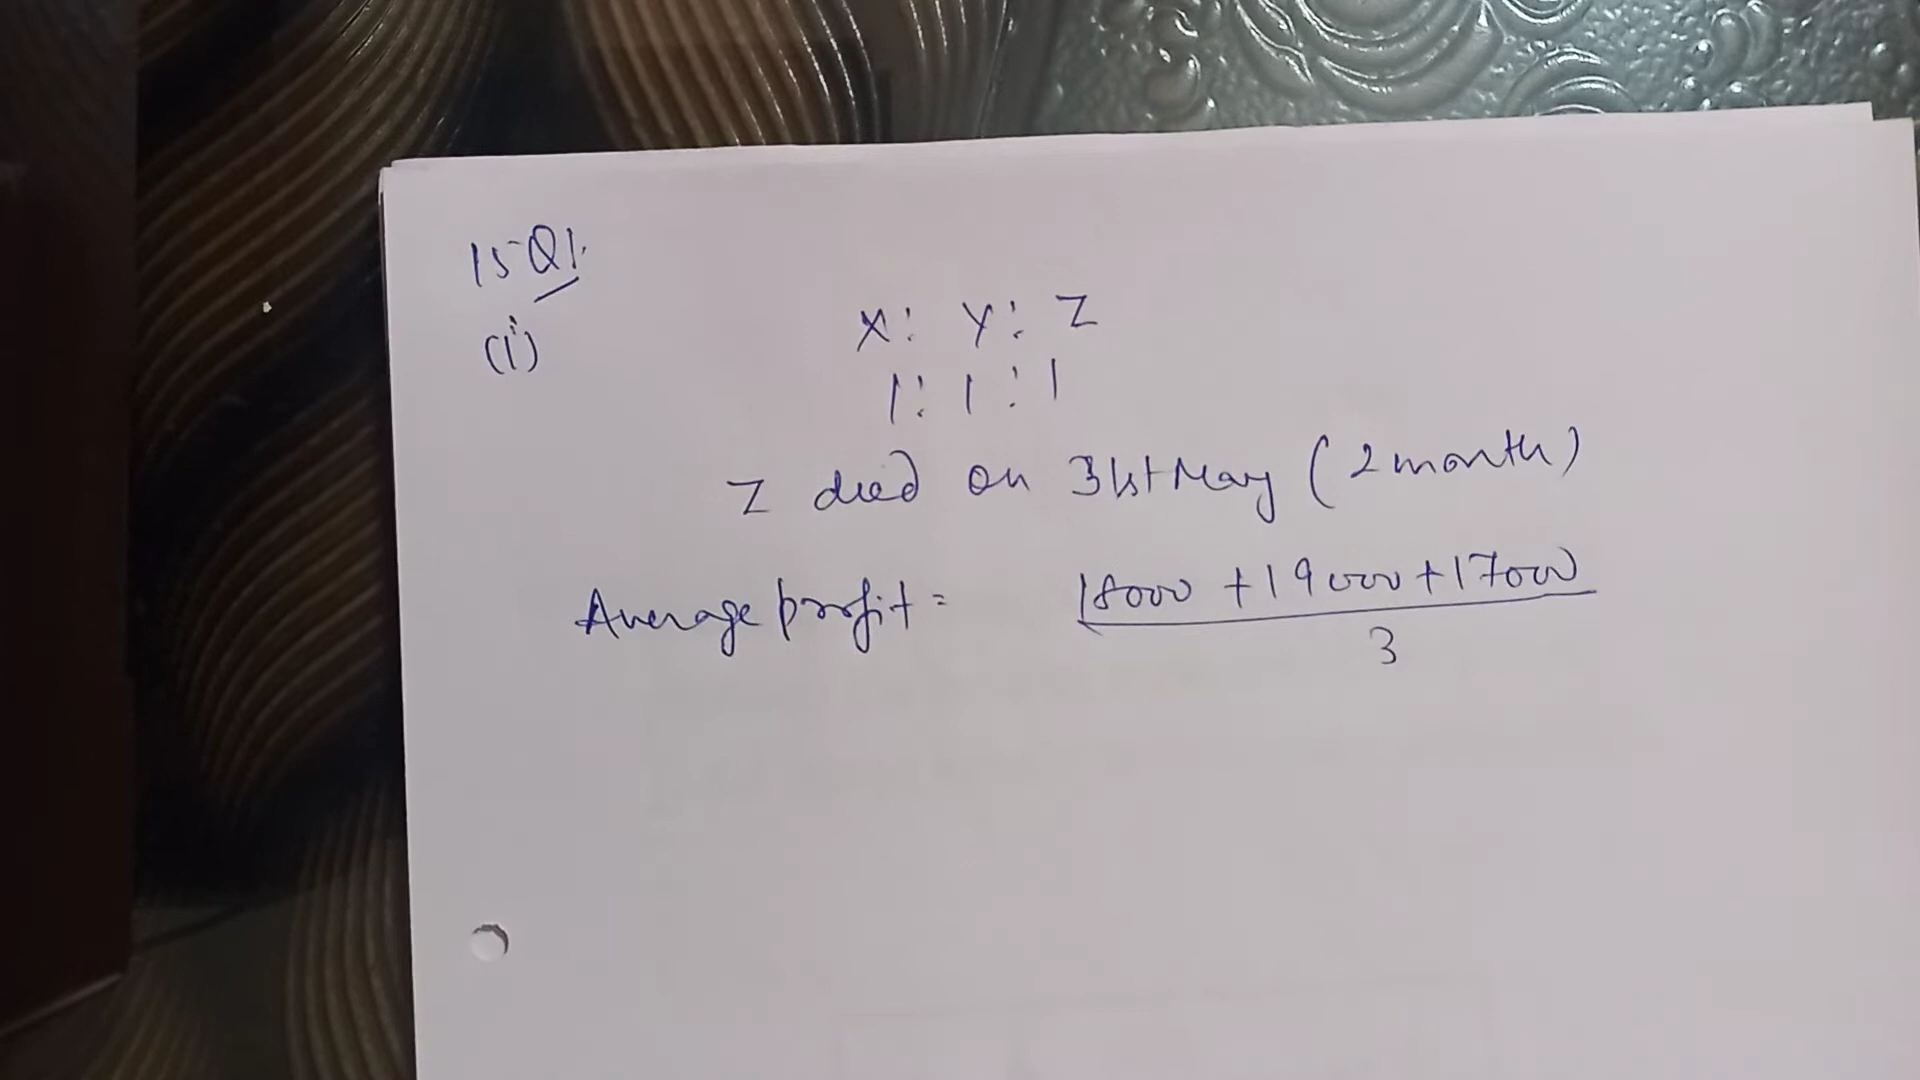 15 Q1.
(i)
X: Y: Z
1: 1: 1
Z died on 31st May (2 month)
Average profit = 18000 + 19000 + 17000
3